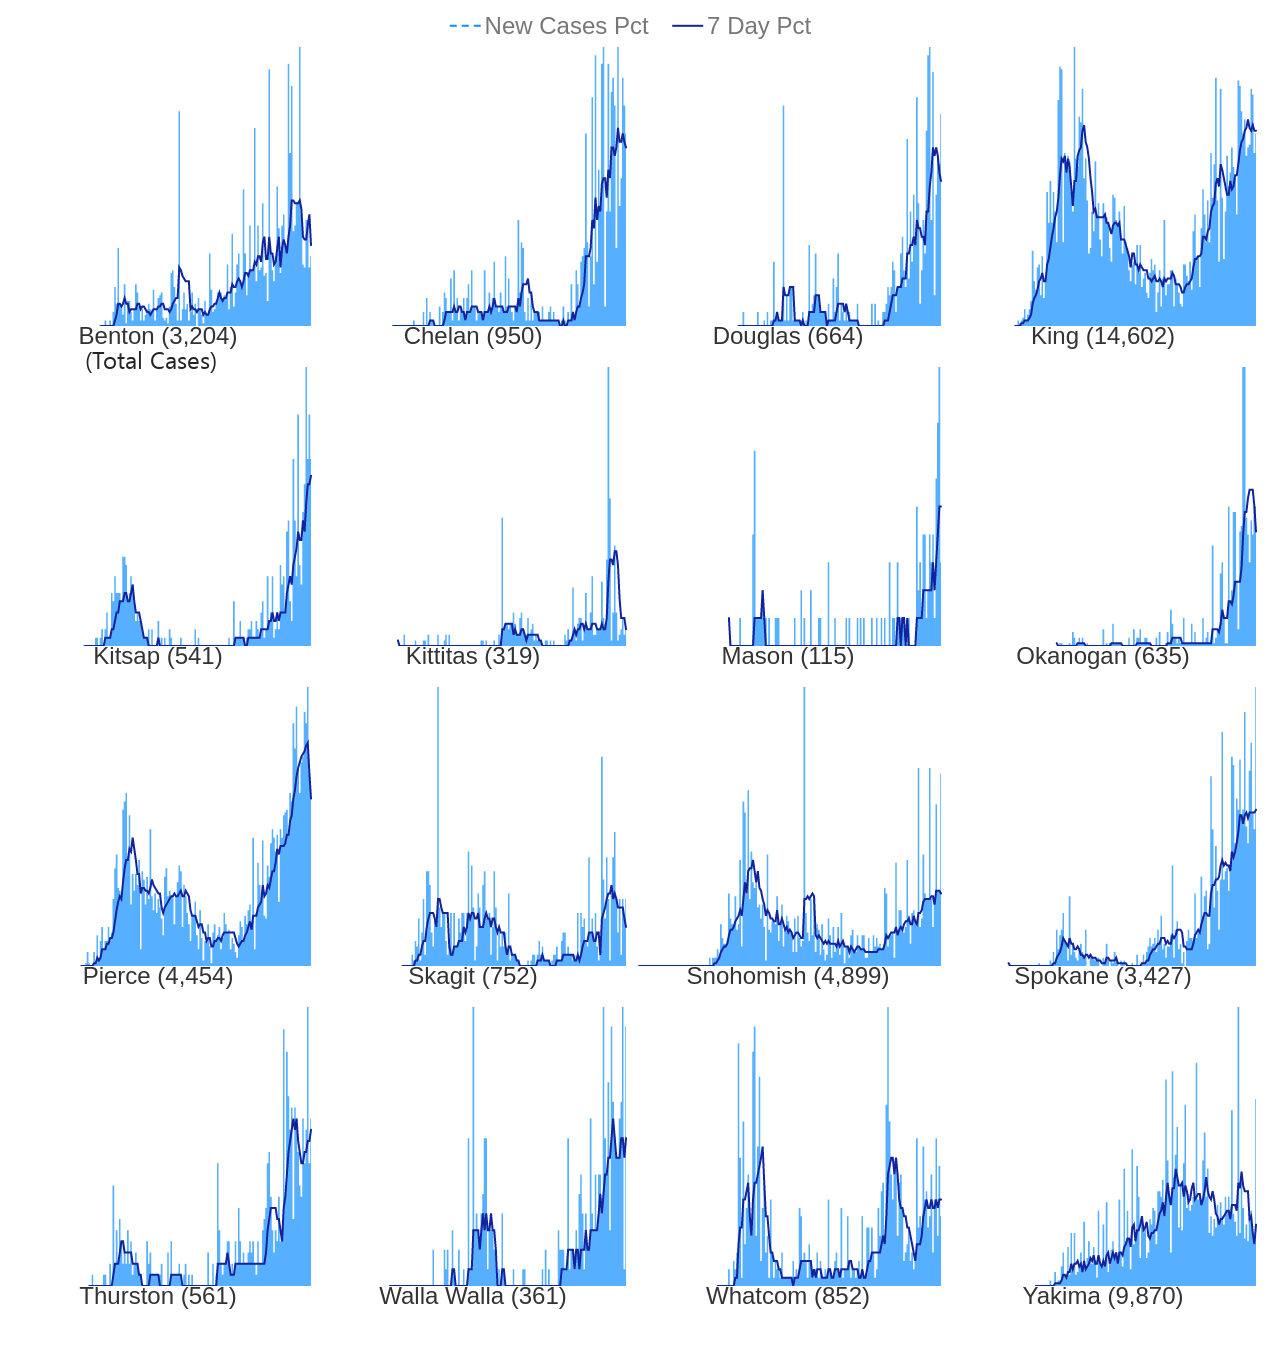 New Cases Pct   7 Day Pct
Benton (3,204)   Chelan (950)   Douglas (664)   King (14,602)
(Total Cases)
Kitsap (541)   Kittitas (319)   Mason (115)   Okanogan (635)
Pierce (4,454)   Skagit (752)   Snohomish (4,899)   Spokane (3,427)
Thurston (561)   Walla Walla (361)   Whatcom (852)   Yakima (9,870)